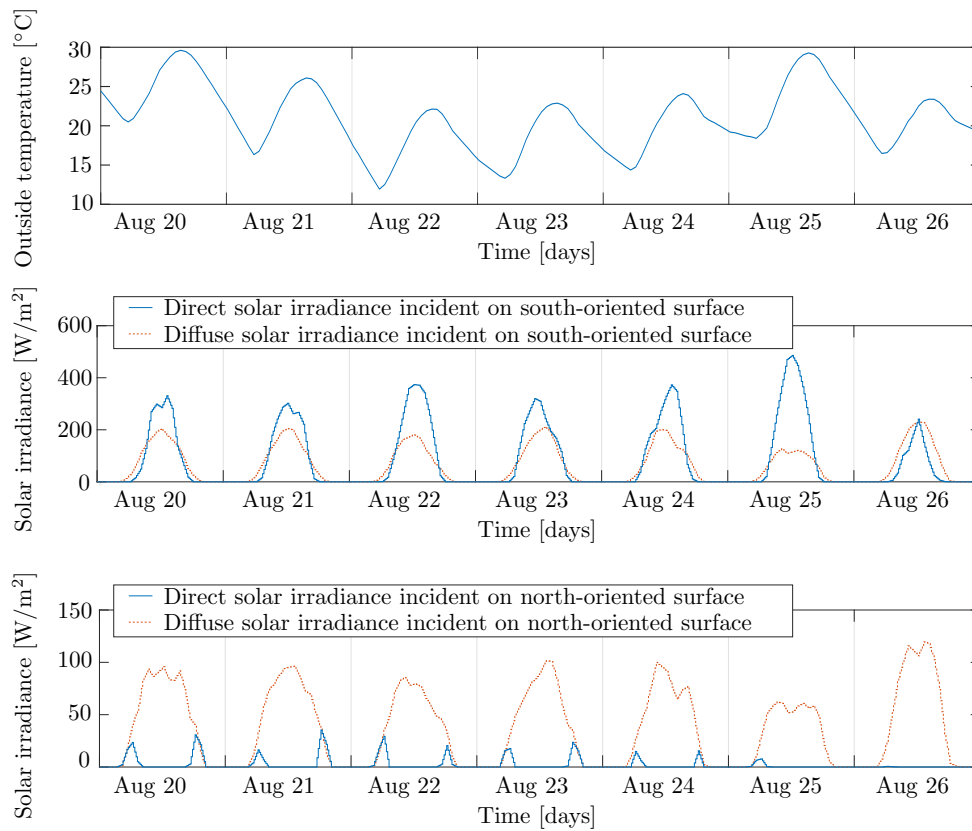 Outside temperature [°C]
30
25
20
15
10
Aug 20 Aug 21 Aug 22 Aug 23 Aug 24 Aug 25 Aug 26
Time [days]
Solar irradiance [W/m²]
Direct solar irradiance incident on south-oriented surface
Diffuse solar irradiance incident on south-oriented surface
600
400
200
0
Aug 20 Aug 21 Aug 22 Aug 23 Aug 24 Aug 25 Aug 26
Time [days]
Solar irradiance [W/m²]
Direct solar irradiance incident on north-oriented surface
Diffuse solar irradiance incident on north-oriented surface
150
100
50
0
Aug 20 Aug 21 Aug 22 Aug 23 Aug 24 Aug 25 Aug 26
Time [days]